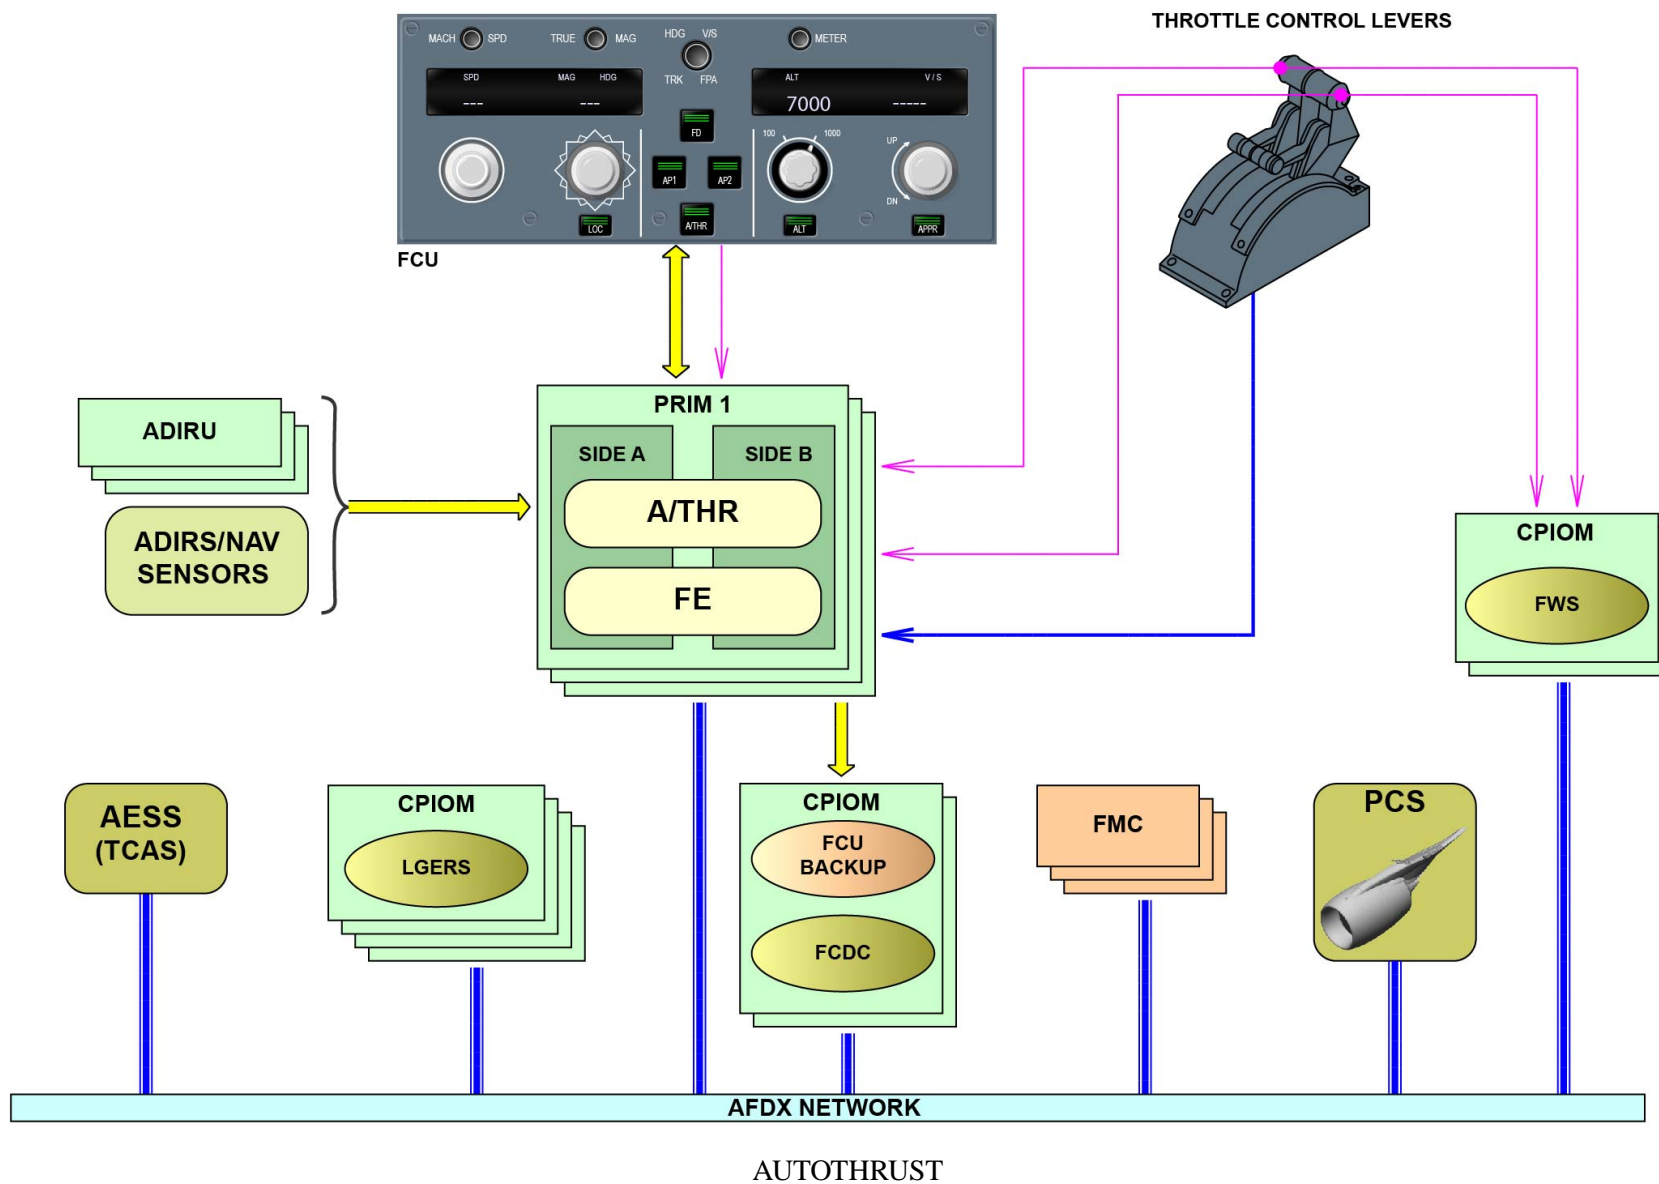 THROTTLE CONTROL LEVERS
MACH SPD TRUE MAG HDG V/S METER
TRK FPA
SPD MAG HDG ALT V / S
--- --- 7000 -----
FD
100 1000
UP
AP1 AP2
DN
LOC A/THR ALT APPR
FCU
PRIM 1
ADIRU
SIDE A SIDE B
A/THR
ADIRS/NAV
SENSORS
CPIOM
FE
FWS
AESS
(TCAS)
CPIOM
LGERS
CPIOM
FCU
BACKUP
FCDC
FMC
PCS
AFDX NETWORK
AUTOTHRUST